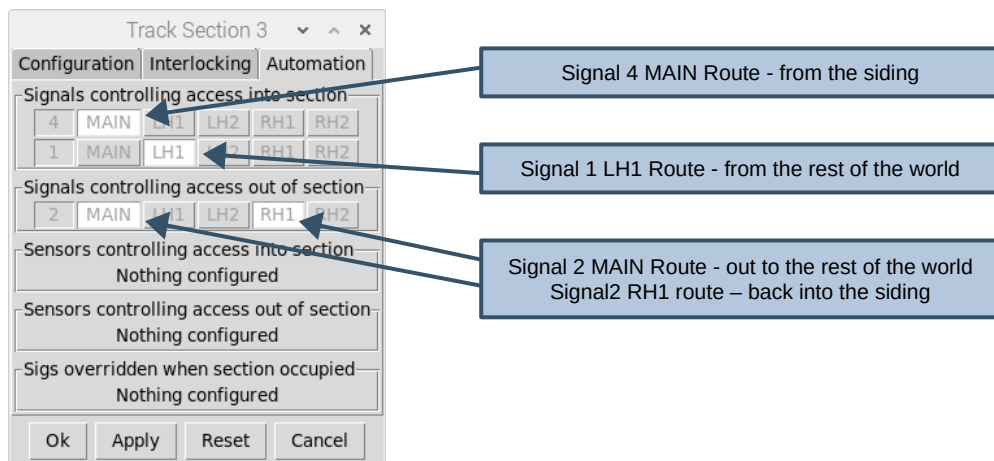 Track Section 3
Configuration Interlocking Automation
Signals controlling access into section
4 MAIN LH1 LH2 RH1 RH2
1 MAIN LH1 RH1 RH2
Signals controlling access out of section
2 MAIN LH1 LH2 RH1 RH2
Sensors controlling access into section
Nothing configured
Sensors controlling access out of section
Nothing configured
Sigs overridden when section occupied
Nothing configured
Ok Apply Reset Cancel
Signal 4 MAIN Route - from the siding
Signal 1 LH1 Route - from the rest of the world
Signal 2 MAIN Route - out to the rest of the world
Signal2 RH1 route – back into the siding